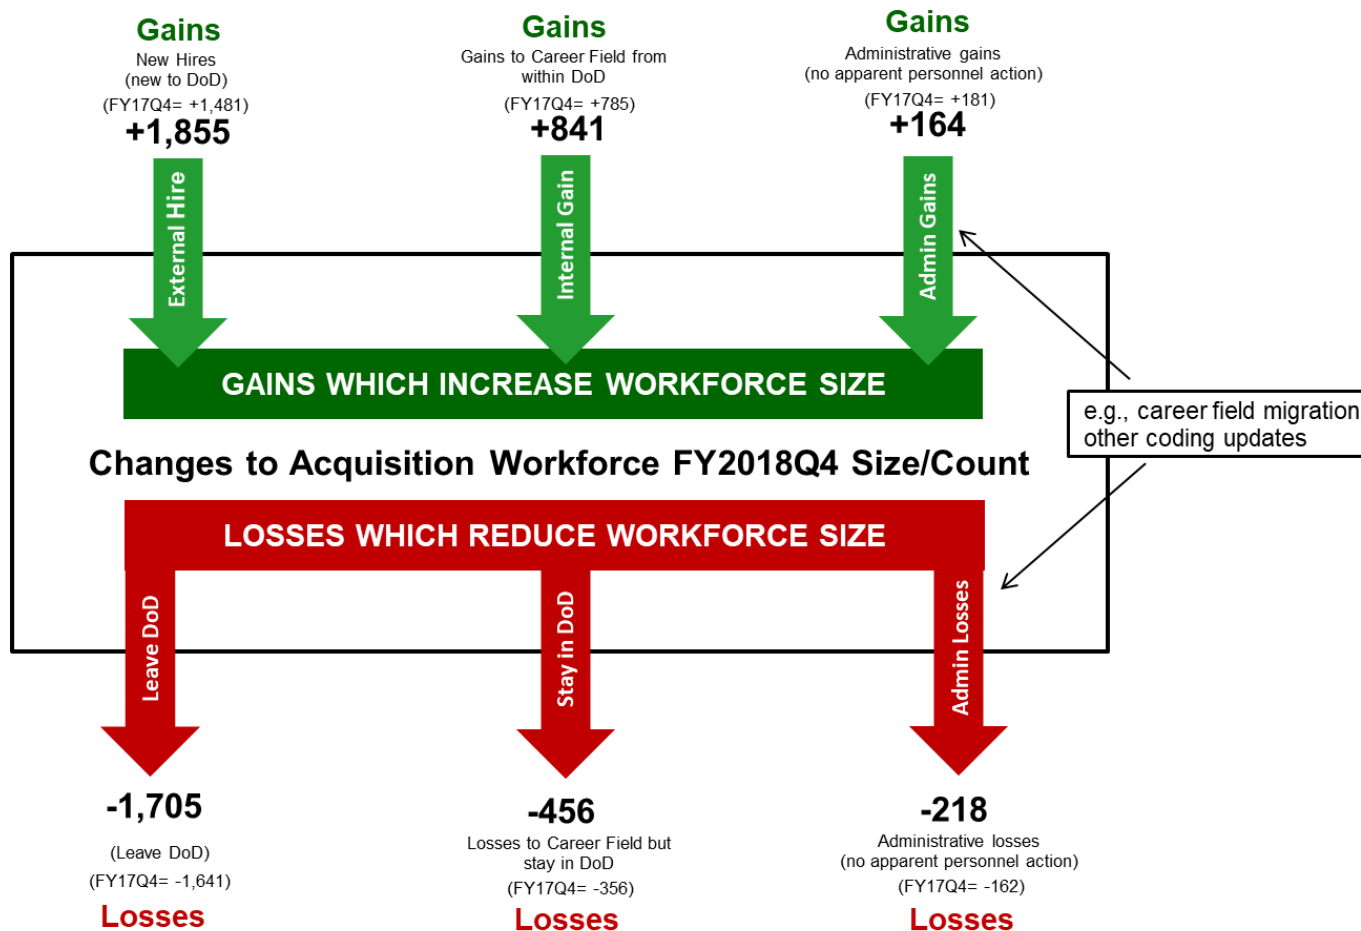 Gains
New Hires
(new to DoD)
(FY17Q4= +1,481)
+1,855
Gains
Gains to Career Field from
within DoD
(FY17Q4= +785)
+841
Gains
Administrative gains
(no apparent personnel action)
(FY17Q4= +181)
+164
External Hire
Internal Gain
Admin Gains
GAINS WHICH INCREASE WORKFORCE SIZE
e.g., career field migration
other coding updates
Changes to Acquisition Workforce FY2018Q4 Size/Count
LOSSES WHICH REDUCE WORKFORCE SIZE
Leave DoD
Stay in DoD
Admin Losses
-1,705
(Leave DoD)
(FY17Q4= -1,641)
Losses
-456
Losses to Career Field but
stay in DoD
(FY17Q4= -356)
Losses
-218
Administrative losses
(no apparent personnel action)
(FY17Q4= -162)
Losses